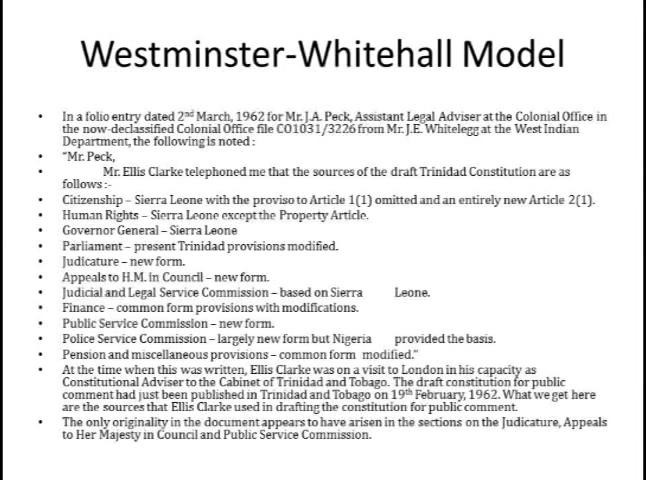 Westminster-Whitehall Model
• In a folio entry dated 2nd March, 1962 for Mr. J.A. Peck, Assistant Legal Adviser at the Colonial Office in
the now-declassified Colonial Office file CO1031/3226 from Mr. J.E. Whitelegg at the West Indian
Department, the following is noted :
• “Mr. Peck,
• Mr. Ellis Clarke telephoned me that the sources of the draft Trinidad Constitution are as
follows :-
• Citizenship – Sierra Leone with the proviso to Article 1(1) omitted and an entirely new Article 2(1).
• Human Rights – Sierra Leone except the Property Article.
• Governor General – Sierra Leone
• Parliament – present Trinidad provisions modified.
• Judicature – new form.
• Appeals to H.M. in Council – new form.
• Judicial and Legal Service Commission – based on Sierra Leone.
• Finance – common form provisions with modifications.
• Public Service Commission – new form.
• Police Service Commission – largely new form but Nigeria provided the basis.
• Pension and miscellaneous provisions – common form modified.”
• At the time when this was written, Ellis Clarke was on a visit to London in his capacity as
Constitutional Adviser to the Cabinet of Trinidad and Tobago. The draft constitution for public
comment had just been published in Trinidad and Tobago on 19th February, 1962. What we get here
are the sources that Ellis Clarke used in drafting the constitution for public comment.
• The only originality in the document appears to have arisen in the sections on the Judicature, Appeals
to Her Majesty in Council and Public Service Commission.